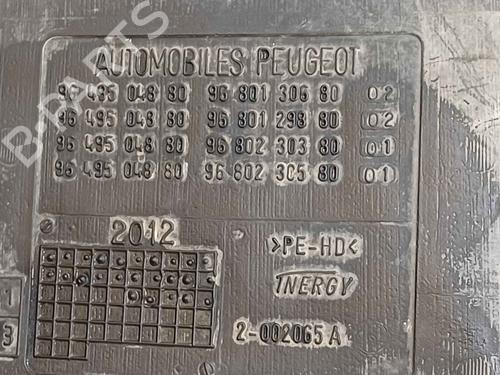 AUTOMOBILES PEUGEOT
96 495 048 80 96 801 306 80 02
96 495 048 80 96 801 298 80 02
96 495 048 80 96 802 303 80 01
96 495 048 80 96 802 305 80 01
2012
>PE-HD<
INERGY
2-002065 A
1
3
B-PARTS